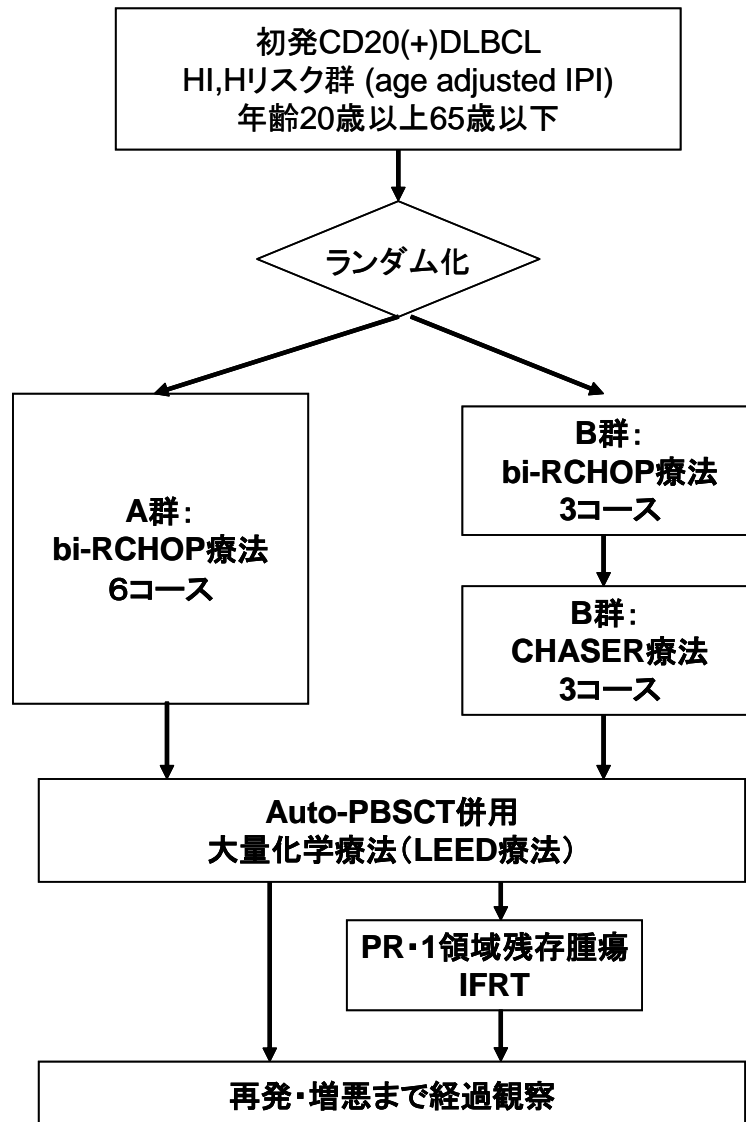 初発CD20(+)DLBCL
HI,Hリスク群 (age adjusted IPI)
年齢20歳以上65歳以下
ランダム化
A群：
bi-RCHOP療法
６コース
B群：
bi-RCHOP療法
3コース
B群：
CHASER療法
3コース
Auto-PBSCT併用
大量化学療法（LEED療法）
PR・1領域残存腫瘍
IFRT
再発・増悪まで経過観察